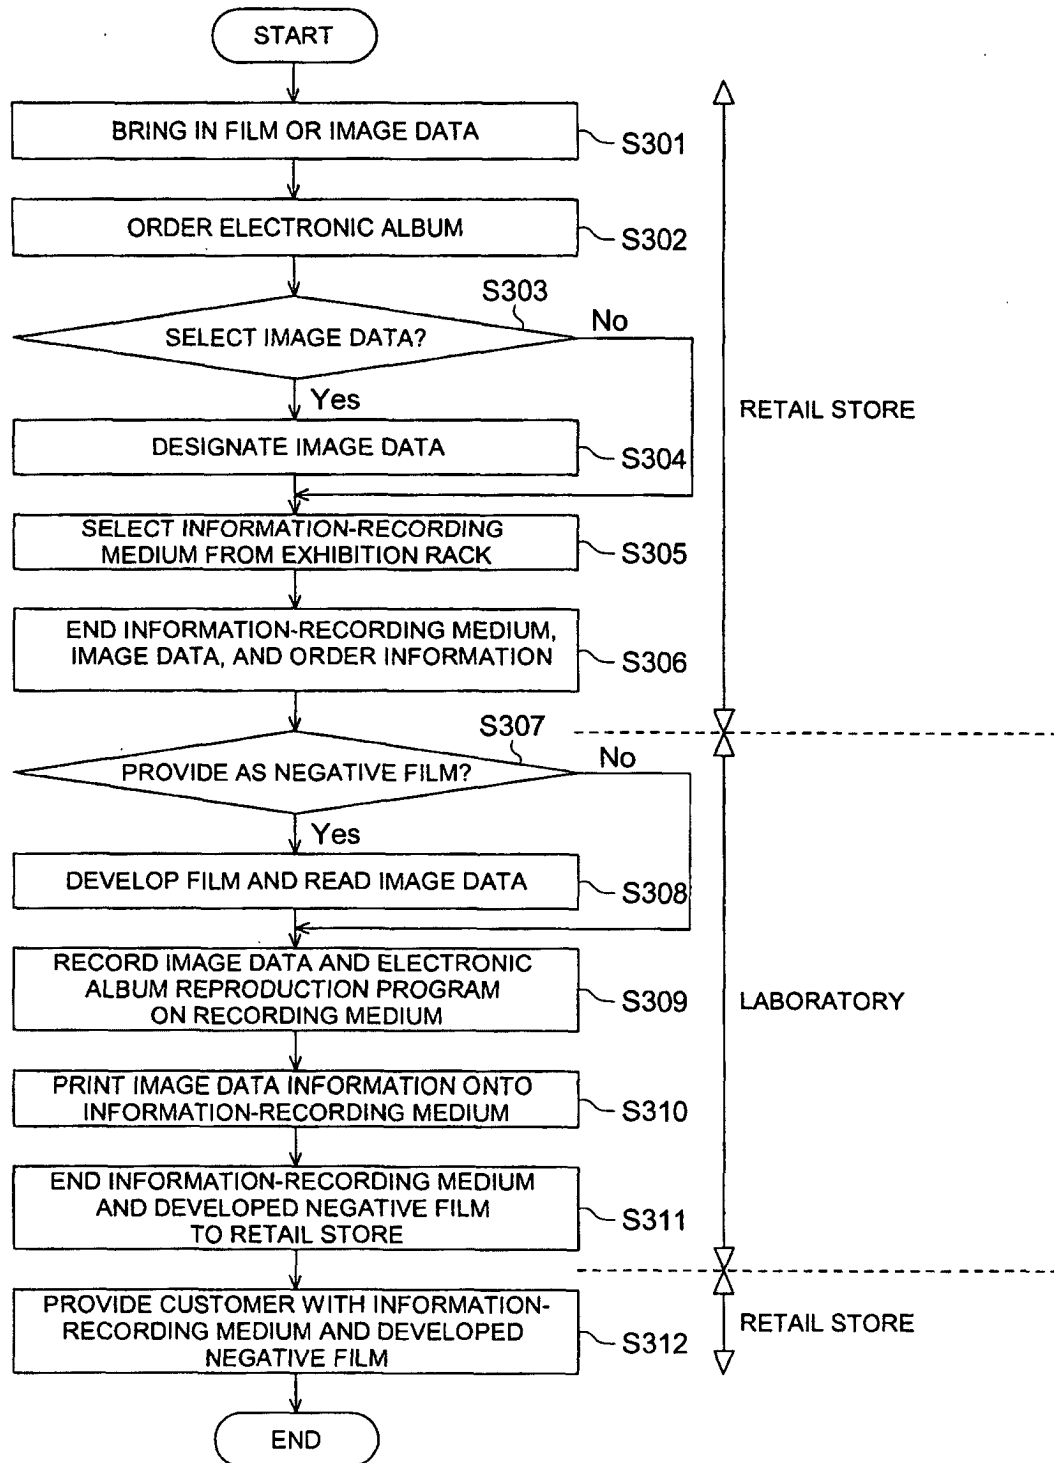 START
BRING IN FILM OR IMAGE DATA
S301
ORDER ELECTRONIC ALBUM
S302
S303
SELECT IMAGE DATA?
No
Yes
RETAIL STORE
DESIGNATE IMAGE DATA
S304
SELECT INFORMATION-RECORDING
MEDIUM FROM EXHIBITION RACK
S305
END INFORMATION-RECORDING MEDIUM,
IMAGE DATA, AND ORDER INFORMATION
S306
S307
PROVIDE AS NEGATIVE FILM?
No
Yes
DEVELOP FILM AND READ IMAGE DATA
S308
RECORD IMAGE DATA AND ELECTRONIC
ALBUM REPRODUCTION PROGRAM
ON RECORDING MEDIUM
S309
LABORATORY
PRINT IMAGE DATA INFORMATION ONTO
INFORMATION-RECORDING MEDIUM
S310
END INFORMATION-RECORDING MEDIUM
AND DEVELOPED NEGATIVE FILM
TO RETAIL STORE
S311
PROVIDE CUSTOMER WITH INFORMATION-
RECORDING MEDIUM AND DEVELOPED
NEGATIVE FILM
S312
RETAIL STORE
END